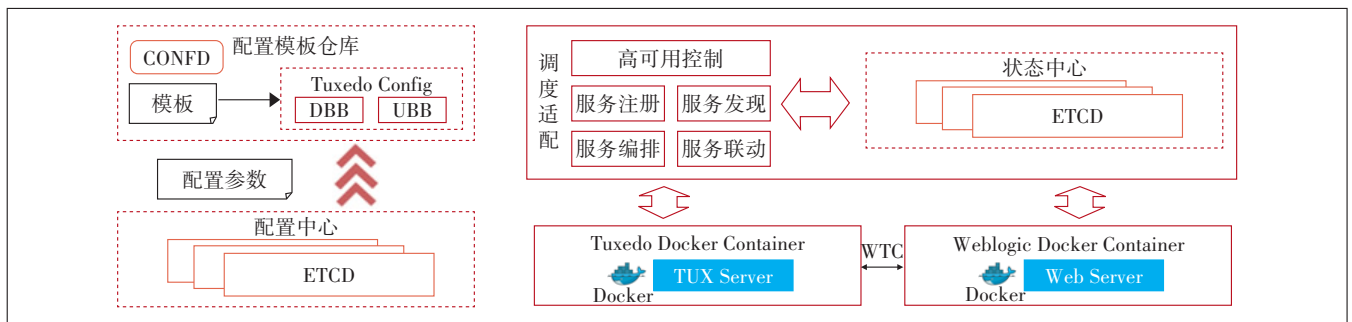 配置模板仓库
CONFD
模板
Tuxedo Config
DBB
UBB
配置参数
配置中心
ETCD
调度适配
高可用控制
服务注册
服务发现
服务编排
服务联动
状态中心
ETCD
Tuxedo Docker Container
Docker
TUX Server
WTC
Weblogic Docker Container
Docker
Web Server